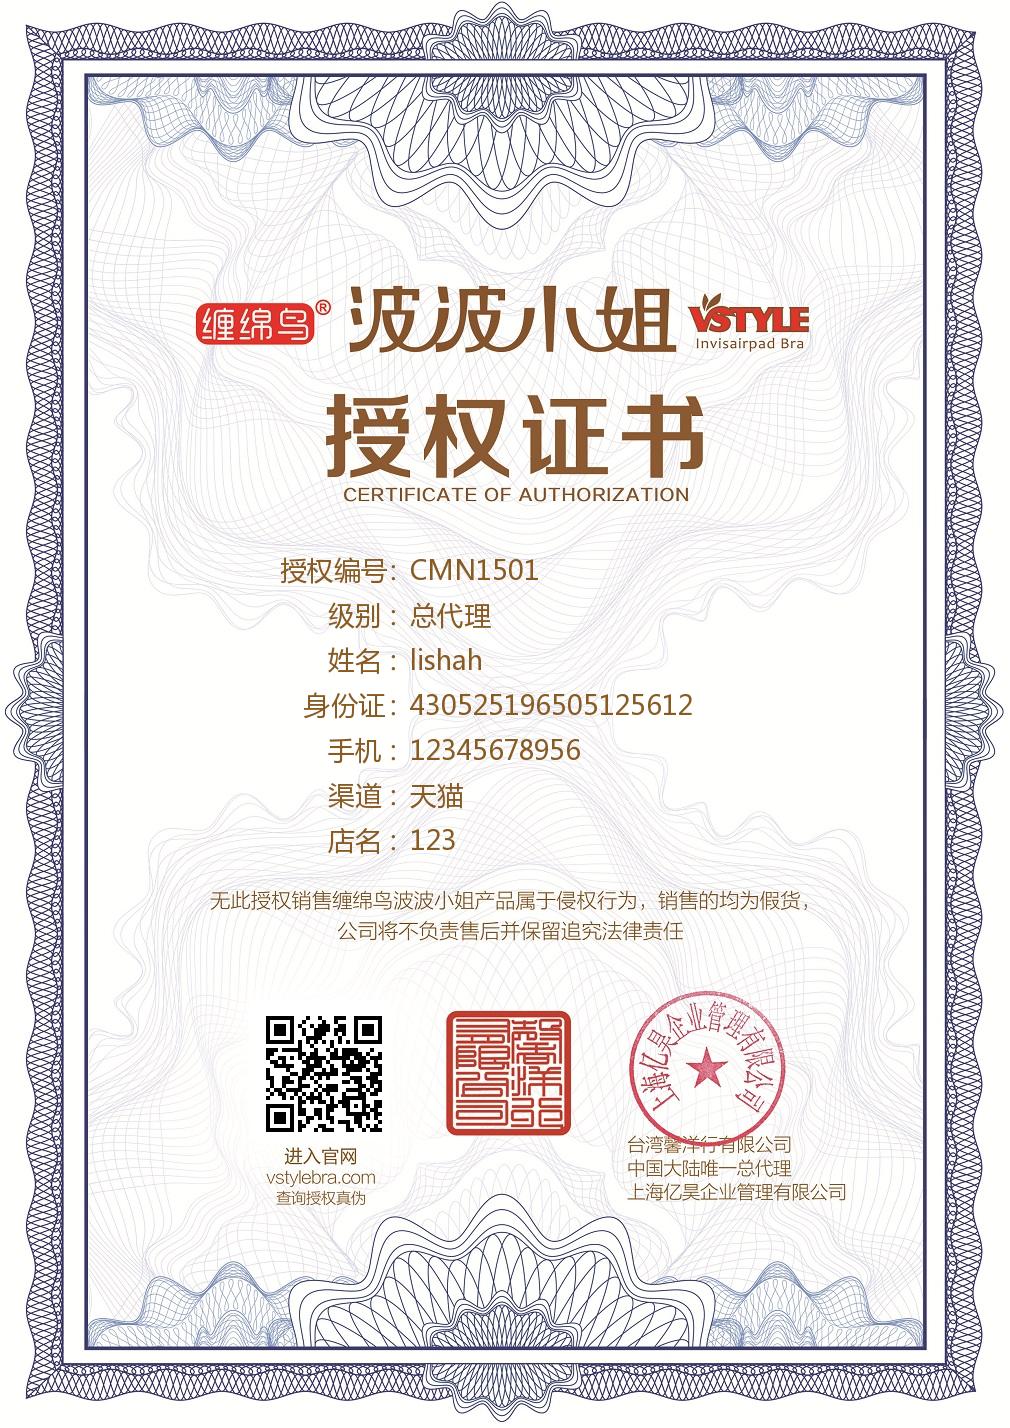 缠绵鸟® 波波小姐 VSTYLE
Invisairpad Bra
授权证书
CERTIFICATE OF AUTHORIZATION
授权编号：CMN1501
级别：总代理
姓名：lishah
身份证：430525196505125612
手机：12345678956
渠道：天猫
店名：123
无此授权销售缠绵鸟波波小姐产品属于侵权行为，销售的均为假货，
公司将不负责售后并保留追究法律责任
馨洋行有限公司
上海亿昊企业管理有限公司
进入官网
vstylebra.com
查询授权真伪
台湾馨洋行有限公司
中国大陆唯一总代理
上海亿昊企业管理有限公司